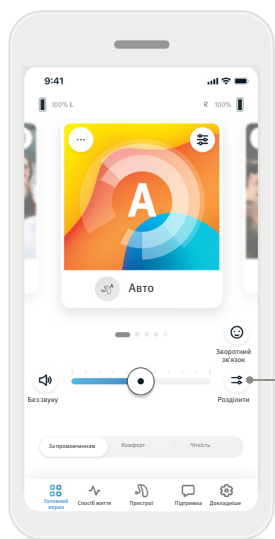 9:41
100% L
R 100%
A
Авто
Зворотний
зв'язок
Без звуку
Розділити
За промовчанням
Комфорт
Чіткість
Головний
екран
Спосіб життя
Пристрої
Підтримка
Докладніше